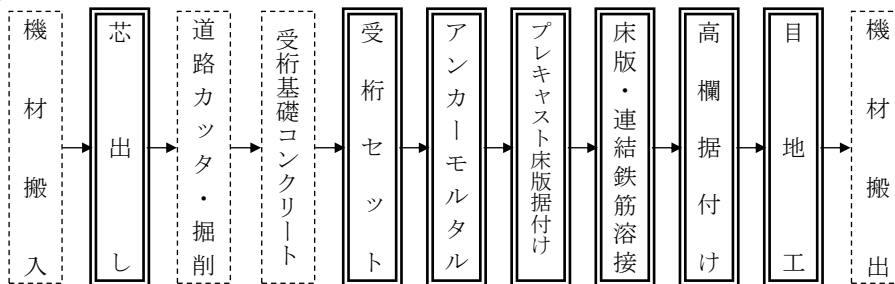 機材搬入
芯出し
道路カッタ・掘削
受桁基礎コンクリート
受桁セット
アンカーモルタル
プレキャスト床版据付け
床版・連結鉄筋溶接
高欄据付け
目地工
機材搬出